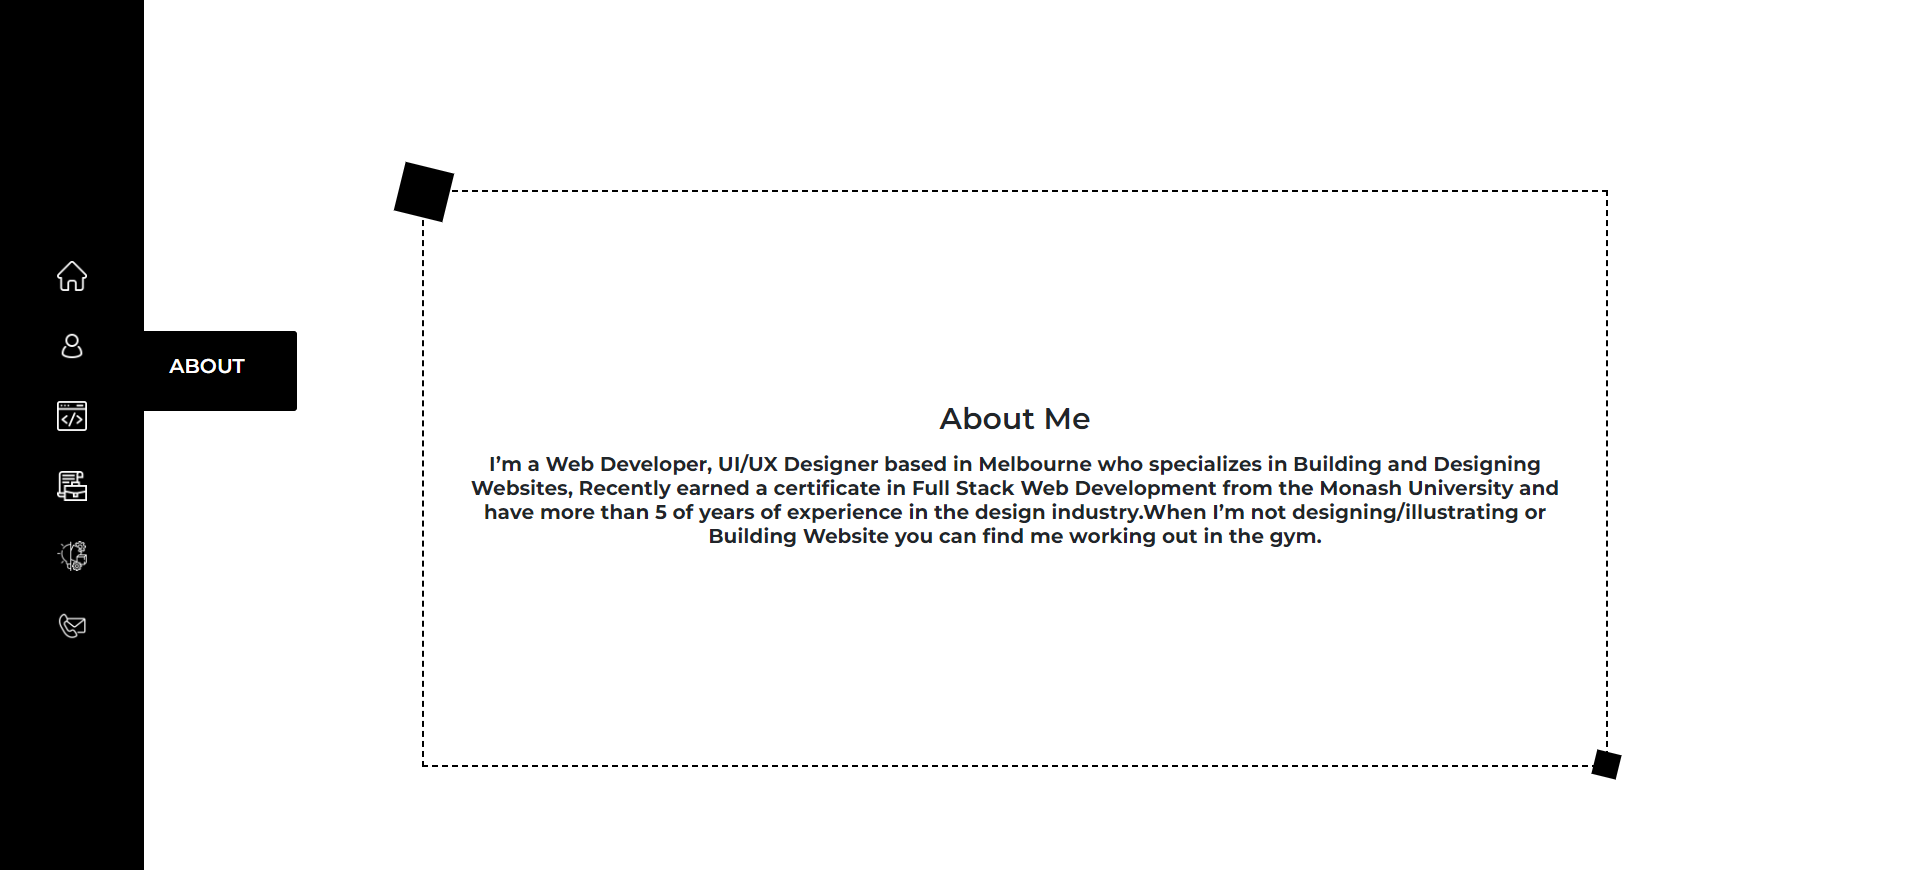 ABOUT
About Me
I’m a Web Developer, UI/UX Designer based in Melbourne who specializes in Building and Designing
Websites, Recently earned a certificate in Full Stack Web Development from the Monash University and
have more than 5 of years of experience in the design industry.When I’m not designing/illustrating or
Building Website you can find me working out in the gym.